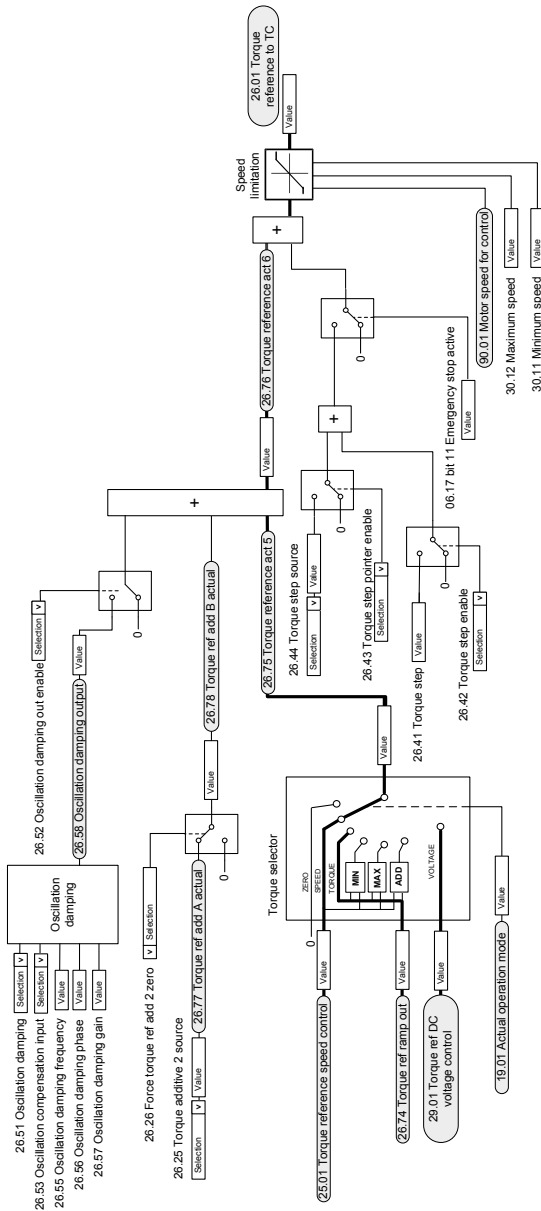 26.51 Oscillation damping
Selection v
26.53 Oscillation compensation input
Selection v
26.55 Oscillation damping frequency
Value
26.56 Oscillation damping phase
Value
26.57 Oscillation damping gain
Value
Oscillation
damping
26.52 Oscillation damping out enable
Selection v
26.58 Oscillation damping output
Value
0
26.26 Force torque ref add 2 zero
v Selection
26.25 Torque additive 2 source
Selection v Value
26.77 Torque ref add A actual
0
Value
26.78 Torque ref add B actual
+
26.75 Torque reference act 5
Value
26.76 Torque reference act 6
+
Speed
limitation
Value
26.01 Torque
reference to TC
Torque selector
0
ZERO
SPEED
TORQUE
MIN
MAX
ADD
VOLTAGE
25.01 Torque reference speed control
Value
26.74 Torque ref ramp out
Value
29.01 Torque ref DC
voltage control
Value
19.01 Actual operation mode
Value
Value
26.44 Torque step source
Selection v Value
0
26.43 Torque step pointer enable
Selection v
26.41 Torque step
Value
0
26.42 Torque step enable
Selection v
+
0
06.17 bit 11 Emergency stop active
Value
90.01 Motor speed for control
30.12 Maximum speed
Value
30.11 Minimum speed
Value